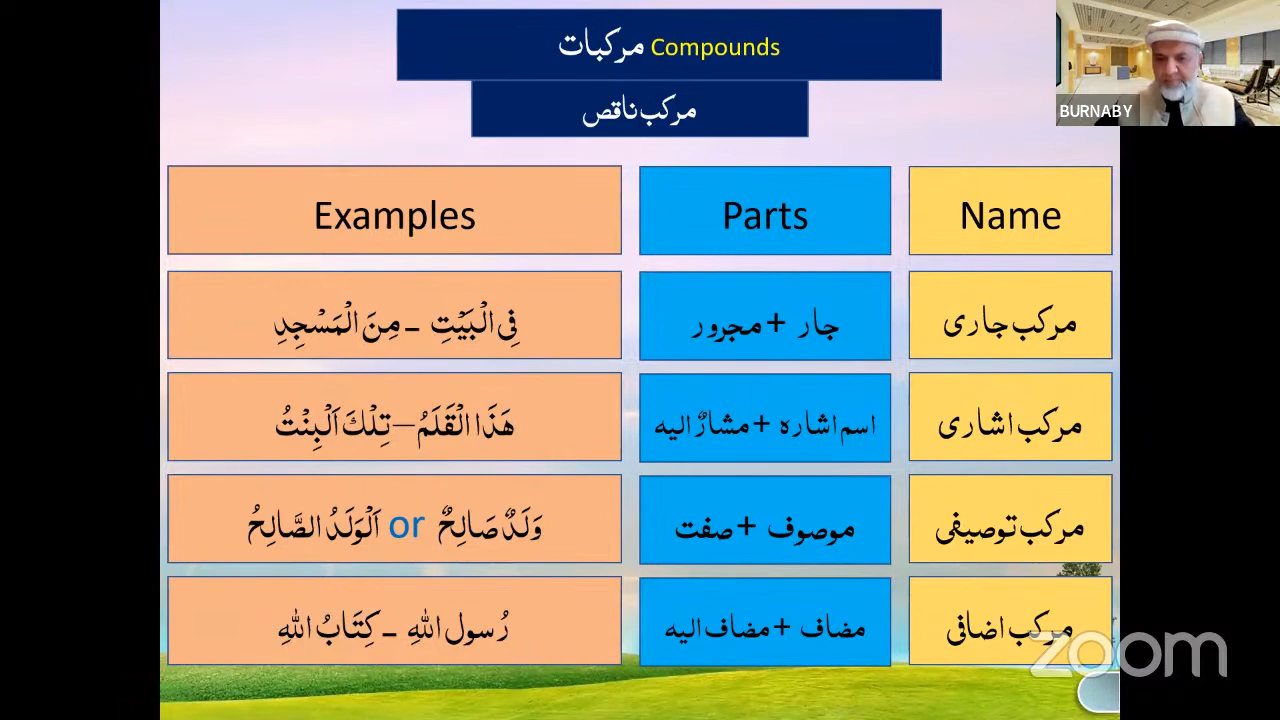 مرکبات Compounds
مرکب ناقص
BURNABY
Name Parts Examples
مرکب جاری جار + مجرور فِی الْبَيْتِ - مِنَ الْمَسْجِدِ
مرکب اشاری اسم اشارہ + مشارٌ الیہ هَذَا الْقَلَمُ – تِلْكَ اَلْبِنْتُ
مرکب توصیفی موصوف + صفت وَلَدٌ صَالِحٌ or اَلْوَلَدُ الصَّالِحُ
مرکب اضافی مضاف + مضاف الیہ رُسول اللهِ - كِتَابُ اللهِ
zoom